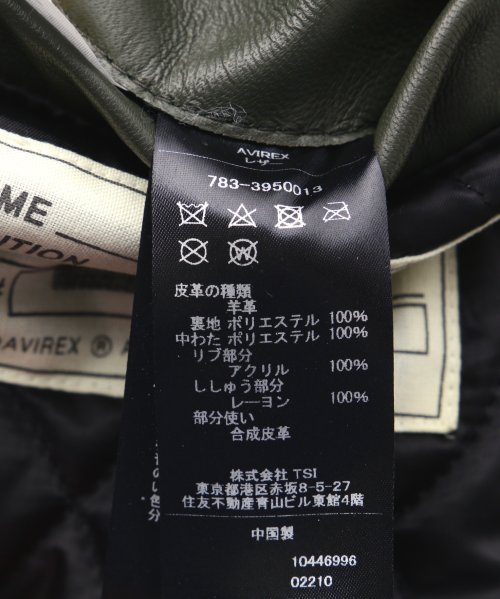 AVIREX
レザー
783-3950013
皮革の種類
羊革
裏地 ポリエステル 100%
中わた ポリエステル 100%
リブ部分
アクリル 100%
ししゅう部分
レーヨン 100%
部分使い
合成皮革
株式会社 TSI
東京都港区赤坂8-5-27
住友不動産青山ビル東館4階
中国製
10446996
02210
ME
ITION
AVIREX ® A